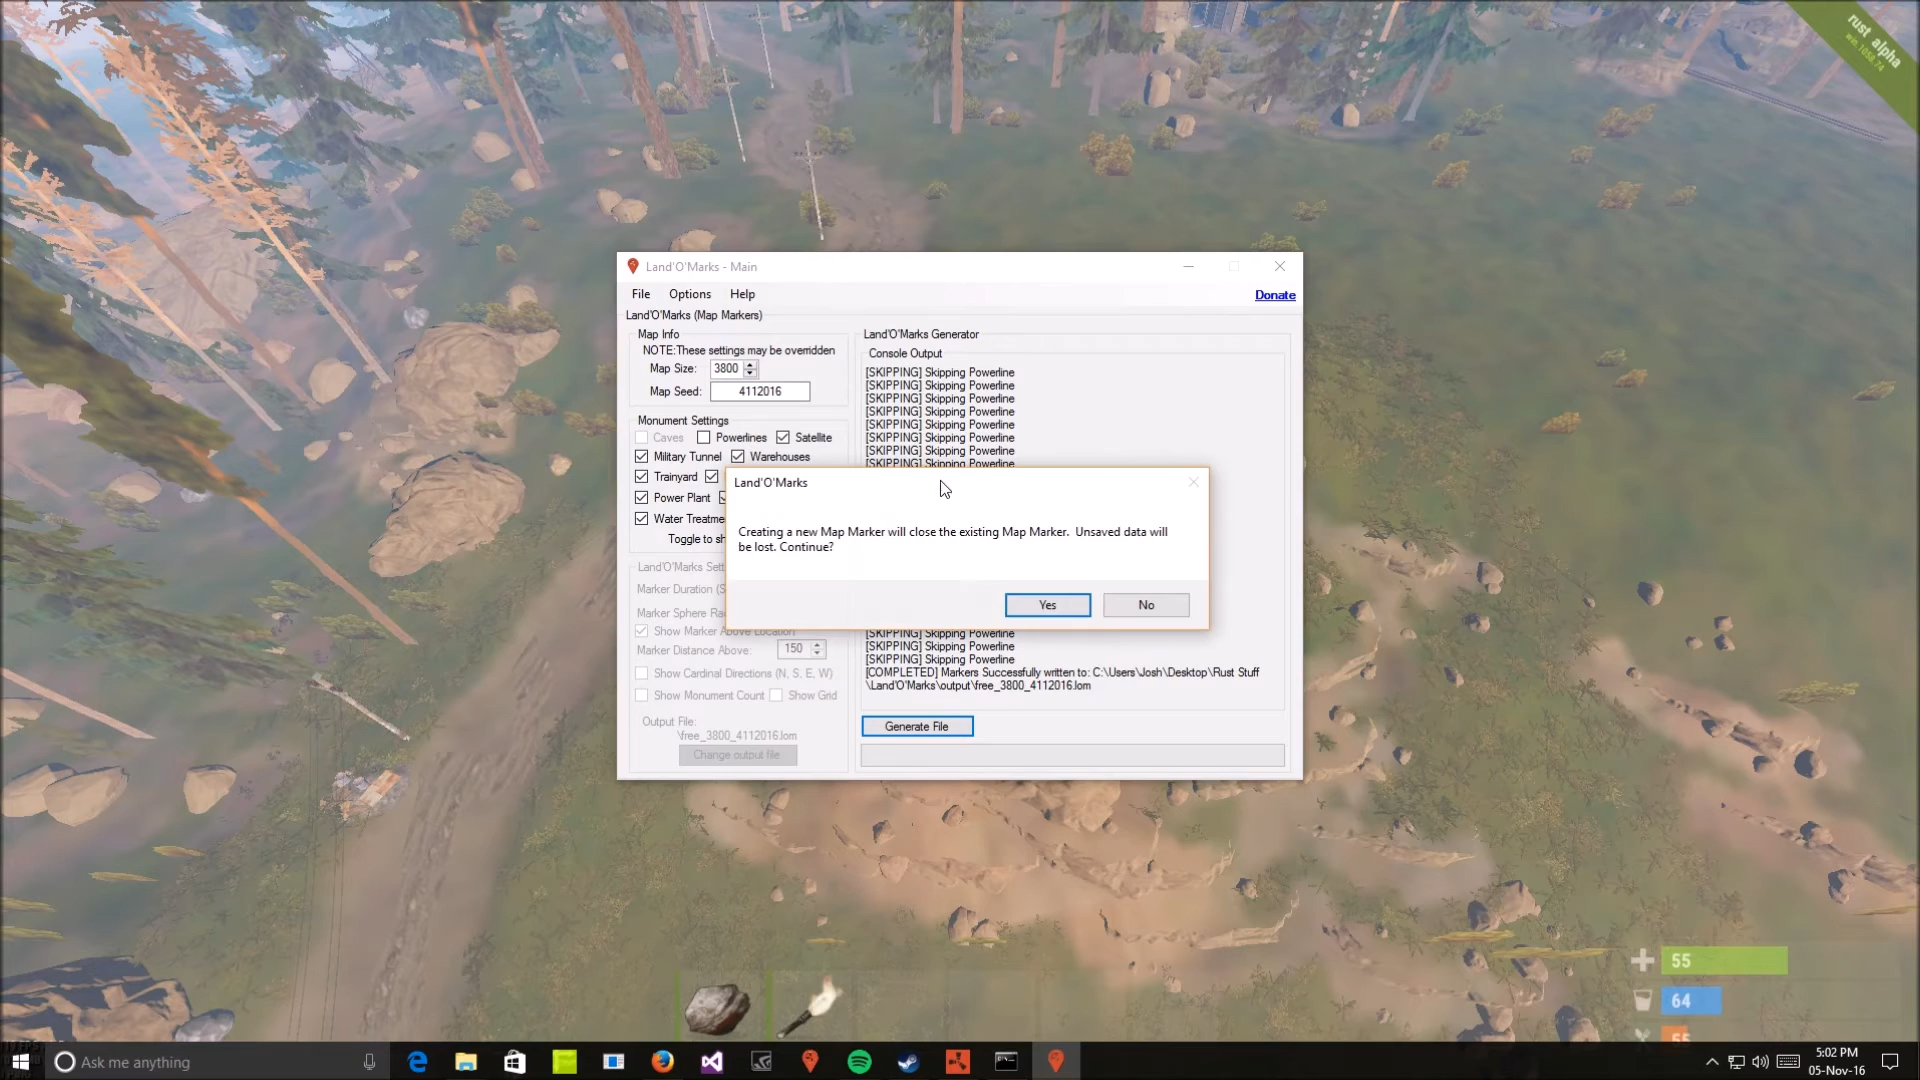 rust alpha
Land'O'Marks - Main
File Options Help Donate
Land'O'Marks (Map Markers)
Map Info
NOTE:These settings may be overridden
Map Size: 3800
Map Seed: 4112016
Monument Settings
Caves Powerlines Satellite
Military Tunnel Warehouses
Trainyard
Power Plant
Water Treatme
Toggle to sh
Land'O'Marks Sett
Marker Duration (S
Marker Sphere Rad
Show Marker Above Location
Marker Distance Above: 150
Show Cardinal Directions (N, S, E, W)
Show Monument Count Show Grid
Output File:
\free_3800_4112016.lom
Change output file
Land'O'Marks Generator
Console Output
[SKIPPING] Skipping Powerline
[SKIPPING] Skipping Powerline
[SKIPPING] Skipping Powerline
[SKIPPING] Skipping Powerline
[SKIPPING] Skipping Powerline
[SKIPPING] Skipping Powerline
[SKIPPING] Skipping Powerline
[SKIPPING] Skipping Powerline
Land'O'Marks
Creating a new Map Marker will close the existing Map Marker. Unsaved data will
be lost. Continue?
Yes No
[SKIPPING] Skipping Powerline
[SKIPPING] Skipping Powerline
[SKIPPING] Skipping Powerline
[COMPLETED] Markers Successfully written to: C:\Users\Josh\Desktop\Rust Stuff
\Land'O'Marks\output\free_3800_4112016.lom
Generate File
55
64
55
Ask me anything
5:02 PM
05-Nov-16